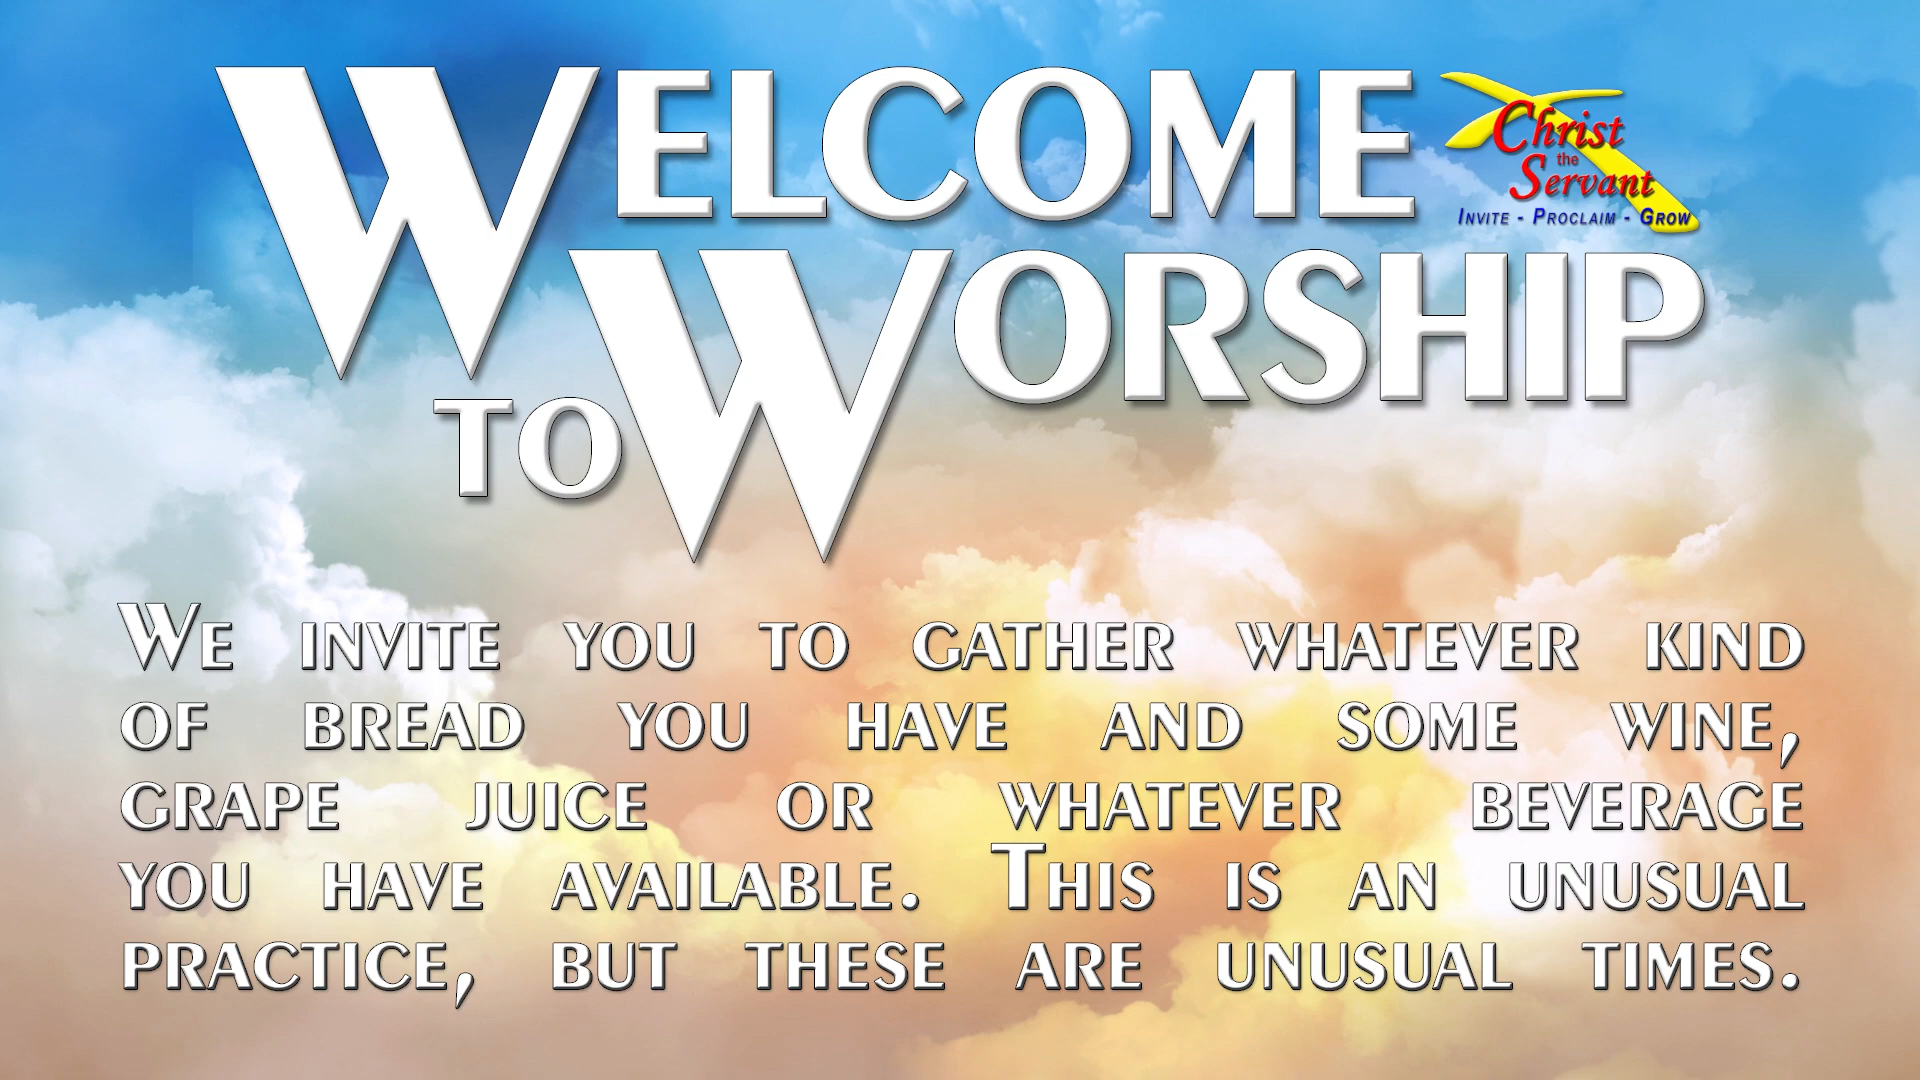 Welcome
to Worship
Christ
the
Servant
Invite - Proclaim - Grow
We invite you to gather whatever kind
of bread you have and some wine,
grape juice or whatever beverage
you have available. This is an unusual
practice, but these are unusual times.